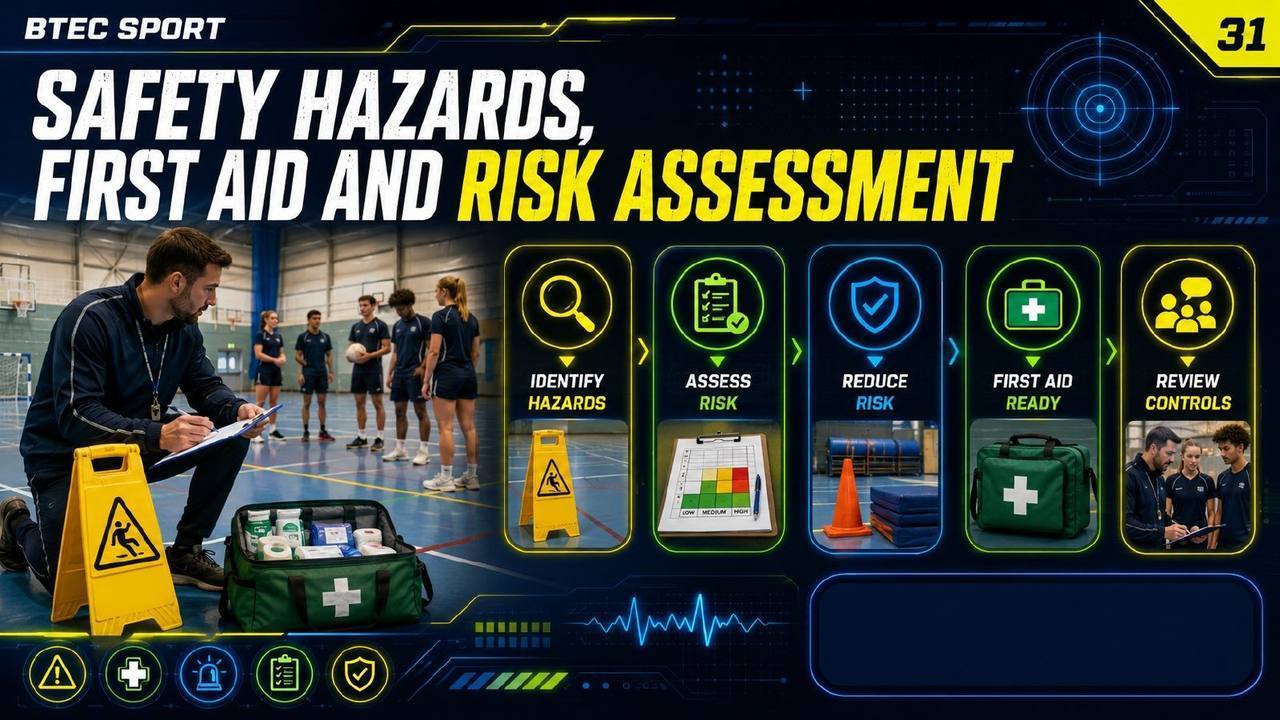 BTEC SPORT
31
SAFETY HAZARDS,
FIRST AID AND RISK ASSESSMENT
IDENTIFY
HAZARDS
ASSESS
RISK
REDUCE
RISK
FIRST AID
READY
REVIEW
CONTROLS
LOW MEDIUM HIGH